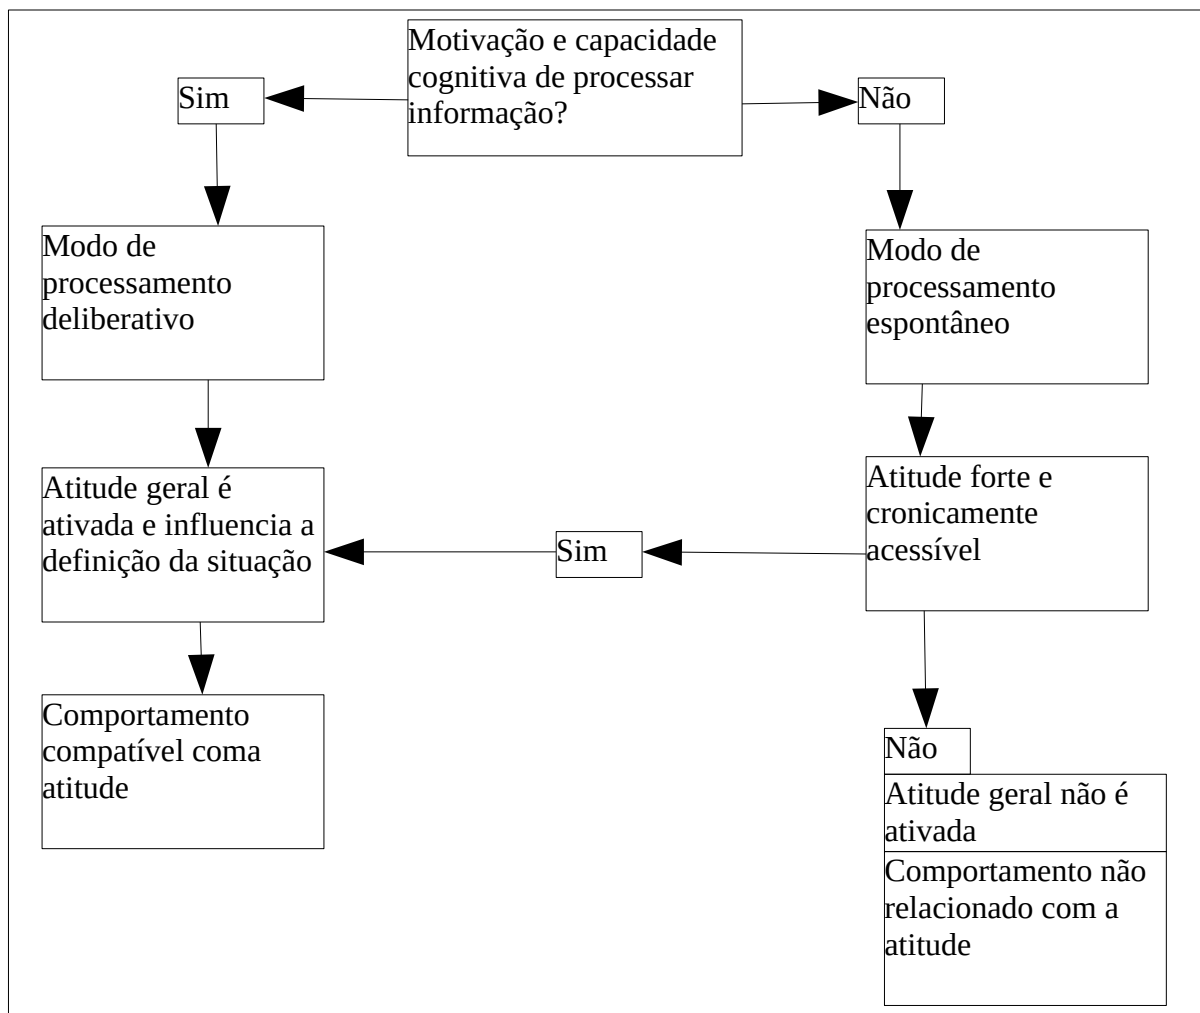 Motivação e capacidade
cognitiva de processar
informação?
Sim
Não
Modo de
processamento
deliberativo
Modo de
processamento
espontâneo
Atitude geral é
ativada e influencia a
definição da situação
Sim
Atitude forte e
cronicamente
acessível
Comportamento
compatível coma
atitude
Não
Atitude geral não é
ativada
Comportamento não
relacionado com a
atitude